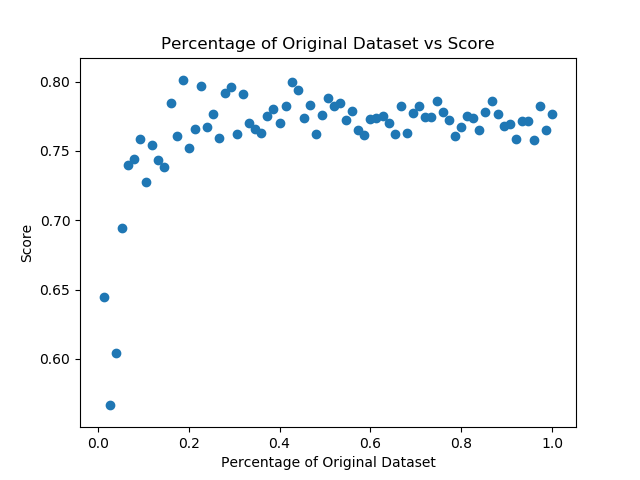 Percentage of Original Dataset vs Score
0.80
0.75
0.70
0.65
0.60
Score
0.0 0.2 0.4 0.6 0.8 1.0
Percentage of Original Dataset